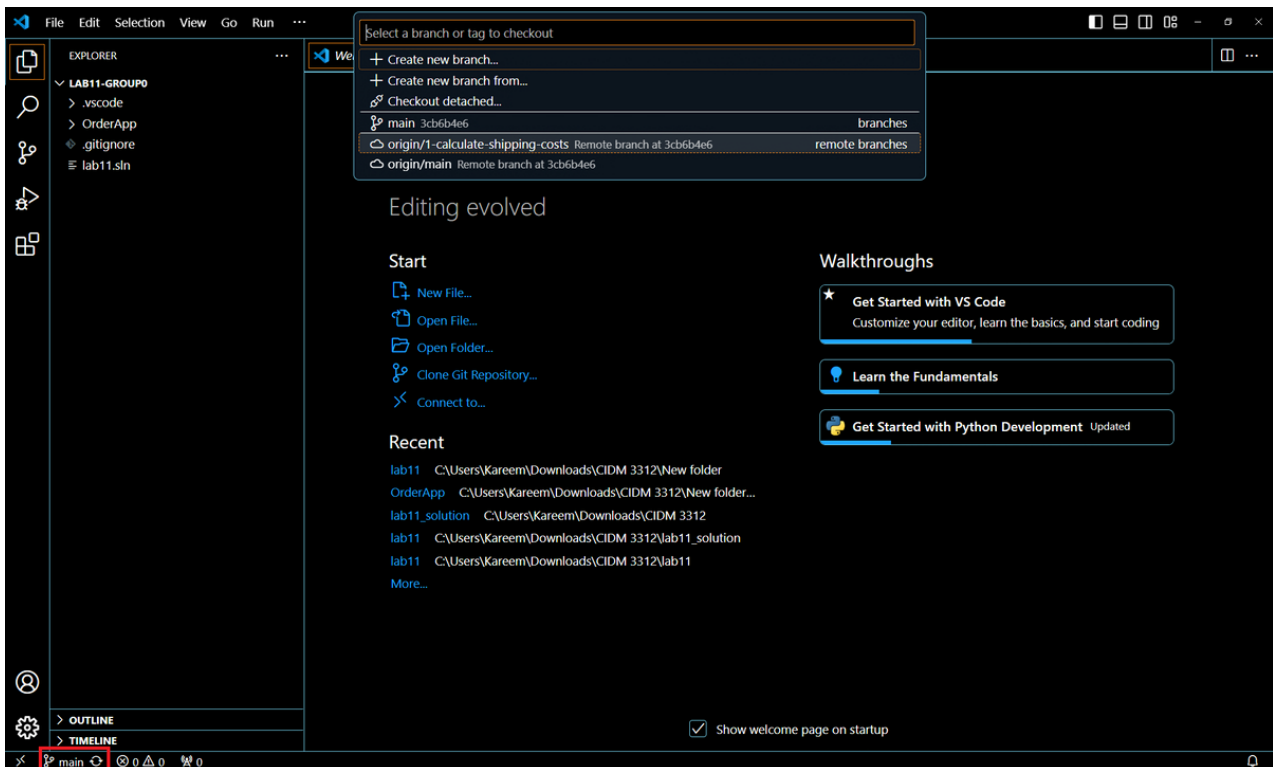 File Edit Selection View Go Run ...
Select a branch or tag to checkout
Create new branch...
Create new branch from...
Checkout detached...
main 3cb6b4e6 branches
origin/1-calculate-shipping-costs Remote branch at 3cb6b4e6 remote branches
origin/main Remote branch at 3cb6b4e6
EXPLORER ...
LAB11-GROUP0
.vscode
OrderApp
.gitignore
lab11.sln
OUTLINE
TIMELINE
We
Editing evolved
Start
New File...
Open File...
Open Folder...
Clone Git Repository...
Connect to...
Recent
lab11 C:\Users\Kareem\Downloads\CIDM 3312\New folder
OrderApp C:\Users\Kareem\Downloads\CIDM 3312\New folder...
lab11_solution C:\Users\Kareem\Downloads\CIDM 3312
lab11 C:\Users\Kareem\Downloads\CIDM 3312\lab11_solution
lab11 C:\Users\Kareem\Downloads\CIDM 3312\lab11
More...
Walkthroughs
Get Started with VS Code
Customize your editor, learn the basics, and start coding
Learn the Fundamentals
Get Started with Python Development Updated
Show welcome page on startup
main 0 0 0